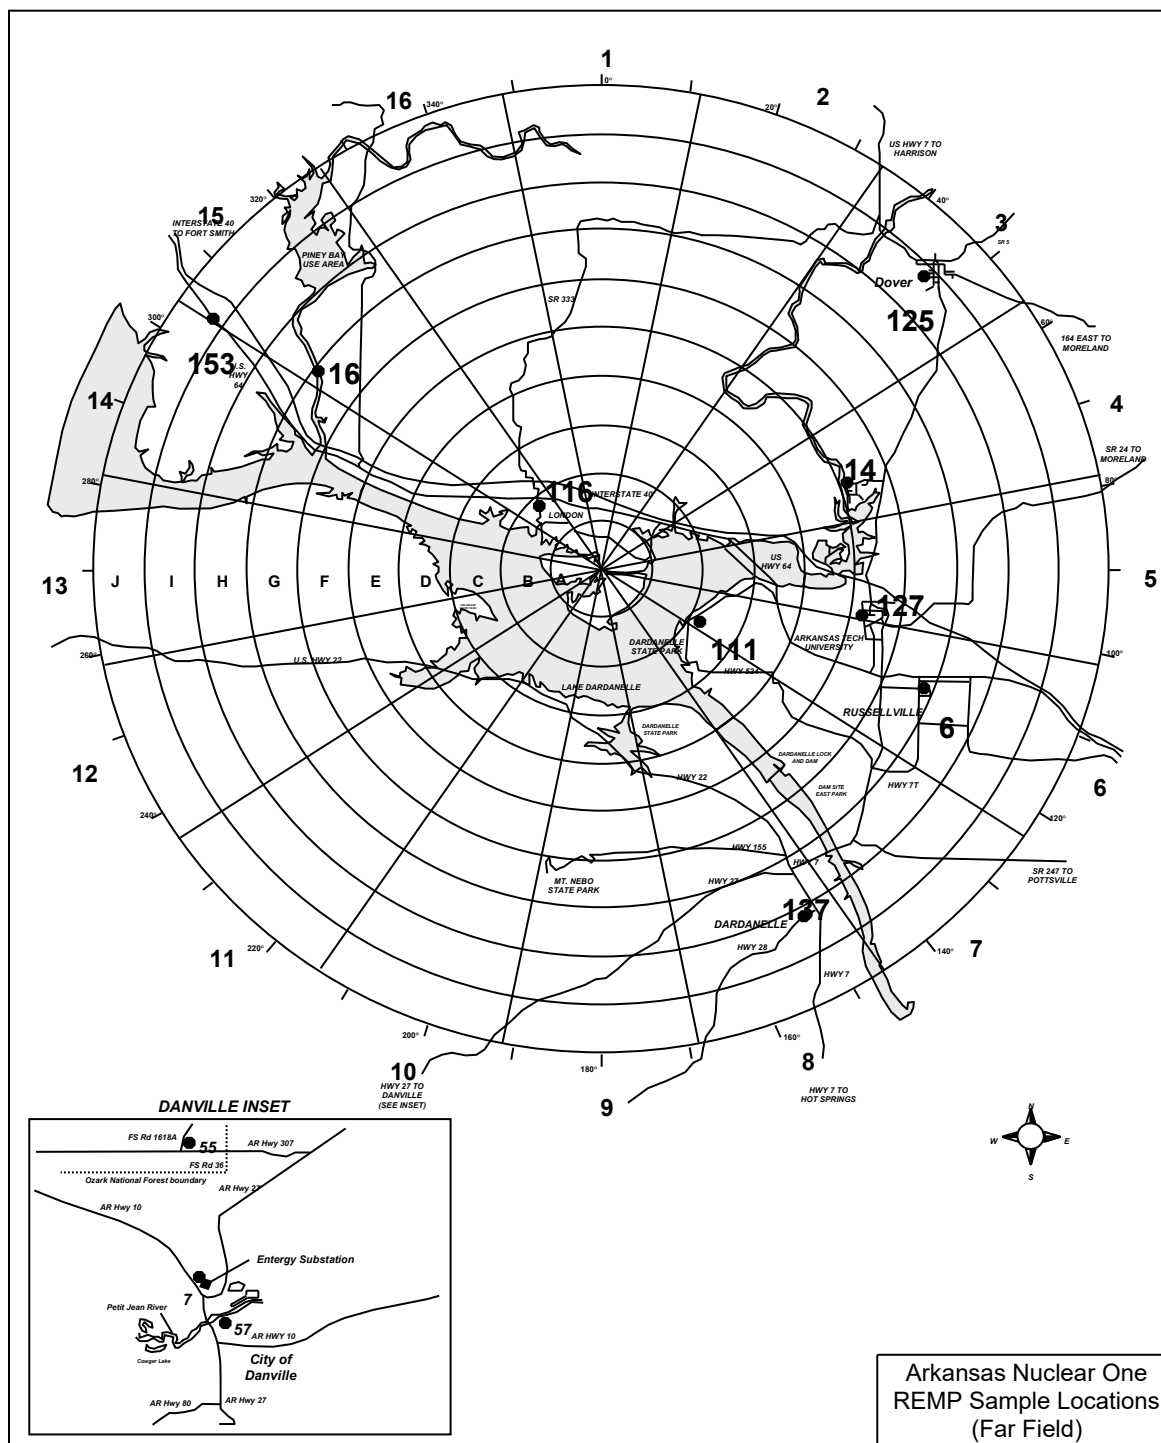 1
0°
16
340°
20°
2
US HWY 7 TO
HARRISON
320°
40°
15
INTERSTATE 40
TO FORT SMITH
3
SR 5
PINEY BAY
USE AREA
Dover
SR 333
125
300°
60°
164 EAST TO
MORELAND
153
U.S.
HWY
64
16
14
4
SR 24 TO
MORELAND
280°
80°
14
116
INTERSTATE 40
LONDON
US
HWY 64
13
J
I
H
G
F
E
D
C
B
A
5
127
ARKANSAS TECH
UNIVERSITY
DARDANELLE
STATE PARK
111
HWY 524
260°
100°
U.S. HWY 22
LAKE DARDANELLE
RUSSELLVILLE
6
DARDANELLE
STATE PARK
DARDANELLE LOCK
AND DAM
12
HWY 22
DAM SITE
EAST PARK
HWY 7T
6
240°
120°
HWY 155
HWY 7
MT. NEBO
STATE PARK
HWY 27
SR 247 TO
POTTSVILLE
137
DARDANELLE
HWY 28
11
220°
140°
7
HWY 7
200°
160°
180°
10
HWY 27 TO
DANVILLE
(SEE INSET)
9
8
HWY 7 TO
HOT SPRINGS
DANVILLE INSET
FS Rd 1618A
55
AR Hwy 307
FS Rd 36
Ozark National Forest boundary
AR Hwy 27
AR Hwy 10
Entergy Substation
7
Petit Jean River
57
AR HWY 10
Cowger Lake
City of
Danville
AR Hwy 80
AR Hwy 27
N
W
E
S
Arkansas Nuclear One
REMP Sample Locations
(Far Field)